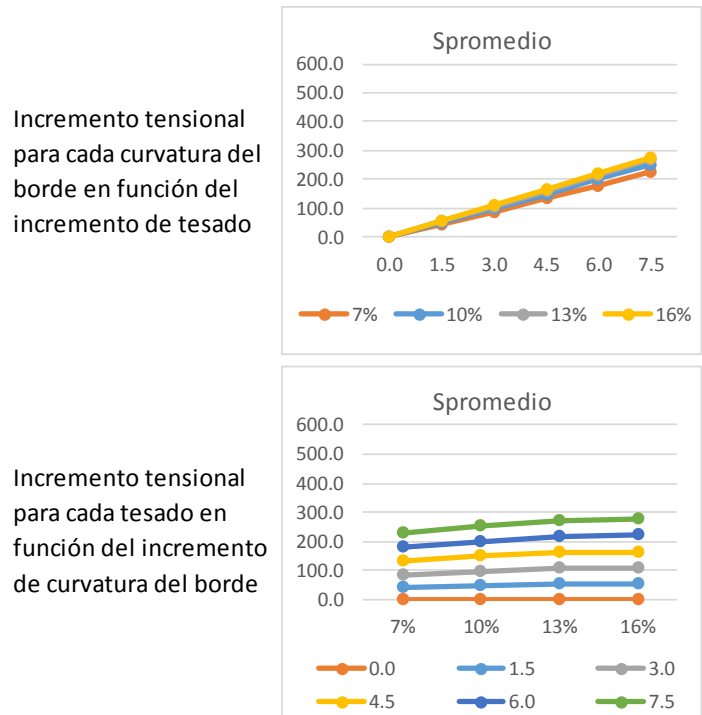 Incremento tensional
para cada curvatura del
borde en función del
incremento de tesado
Spromedio
600.0
500.0
400.0
300.0
200.0
100.0
0.0
0.0 1.5 3.0 4.5 6.0 7.5
7% 10% 13% 16%
Incremento tensional
para cada tesado en
función del incremento
de curvatura del borde
Spromedio
600.0
500.0
400.0
300.0
200.0
100.0
0.0
7% 10% 13% 16%
0.0 1.5 3.0
4.5 6.0 7.5